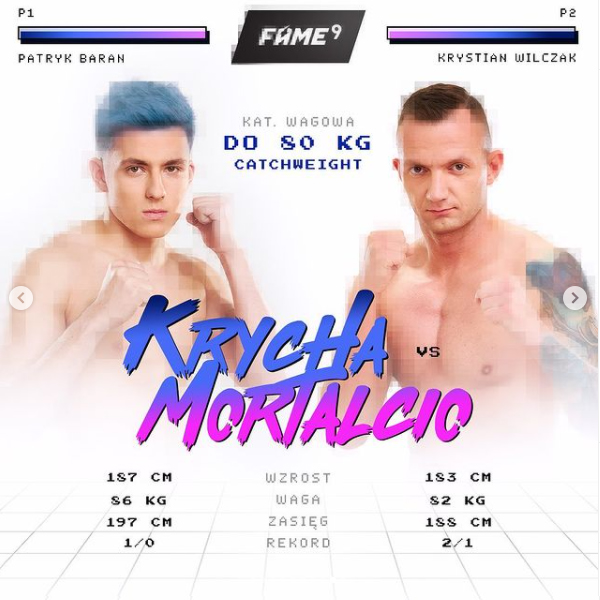 P1
P2
FAME 9
PATRYK BARAN
KRYSTIAN WILCZAK
KAT. WAGOWA
DO 80 KG
CATCHWEIGHT
KRYCHA
VS
MORTALCIO
187 CM WZROST 183 CM
86 KG WAGA 82 KG
197 CM ZASIĘG 188 CM
1/0 REKORD 2/1